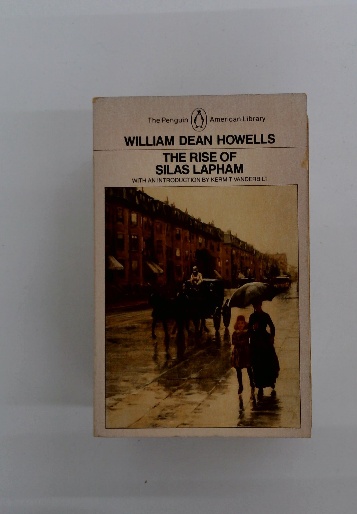 The Penguin American Library
WILLIAM DEAN HOWELLS
THE RISE OF
SILAS LAPHAM
WITH AN INTRODUCTION BY KERMIT VANDERBILT